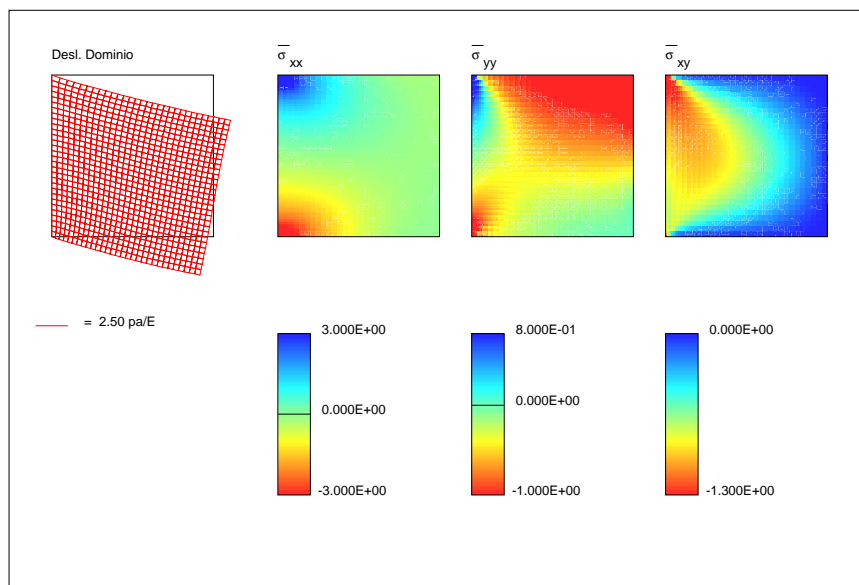 Desl. Dominio
σ xx
σ yy
σ xy
= 2.50 pa/E
3.000E+00
0.000E+00
-3.000E+00
8.000E-01
0.000E+00
-1.000E+00
0.000E+00
-1.300E+00